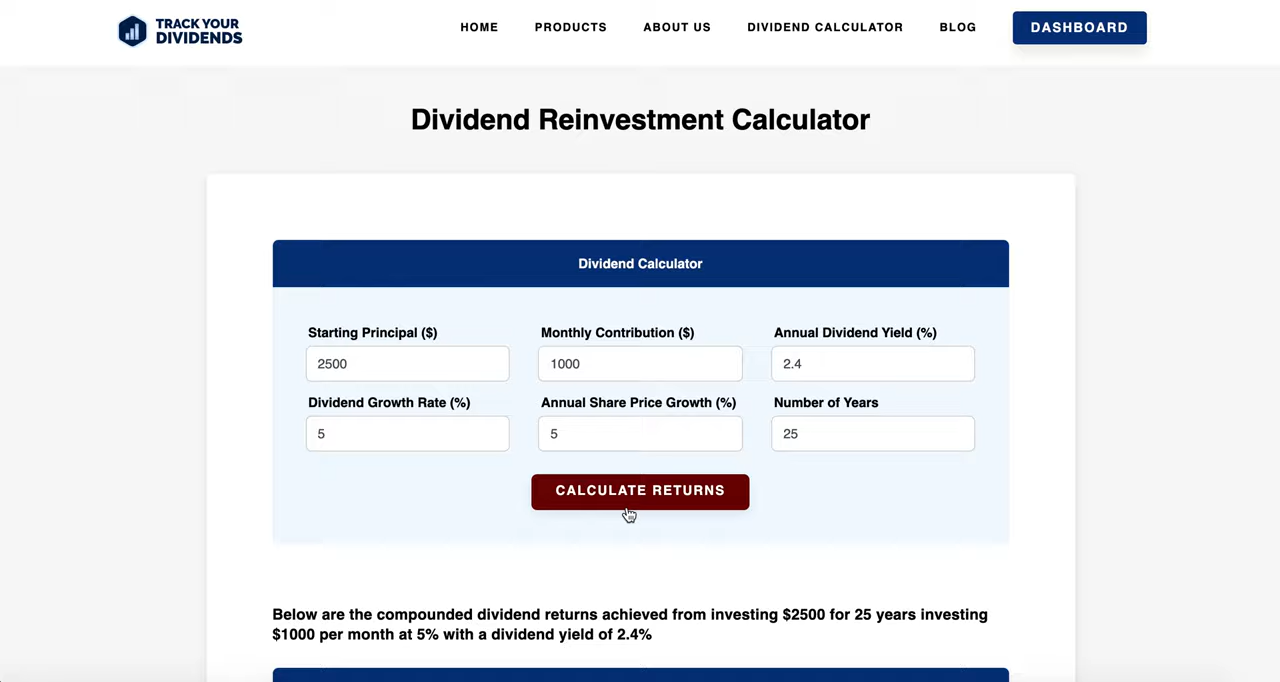 TRACK YOUR
DIVIDENDS
HOME PRODUCTS ABOUT US DIVIDEND CALCULATOR BLOG DASHBOARD
Dividend Reinvestment Calculator
Dividend Calculator
Starting Principal ($) Monthly Contribution ($) Annual Dividend Yield (%)
2500 1000 2.4
Dividend Growth Rate (%) Annual Share Price Growth (%) Number of Years
5 5 25
CALCULATE RETURNS
Below are the compounded dividend returns achieved from investing $2500 for 25 years investing
$1000 per month at 5% with a dividend yield of 2.4%